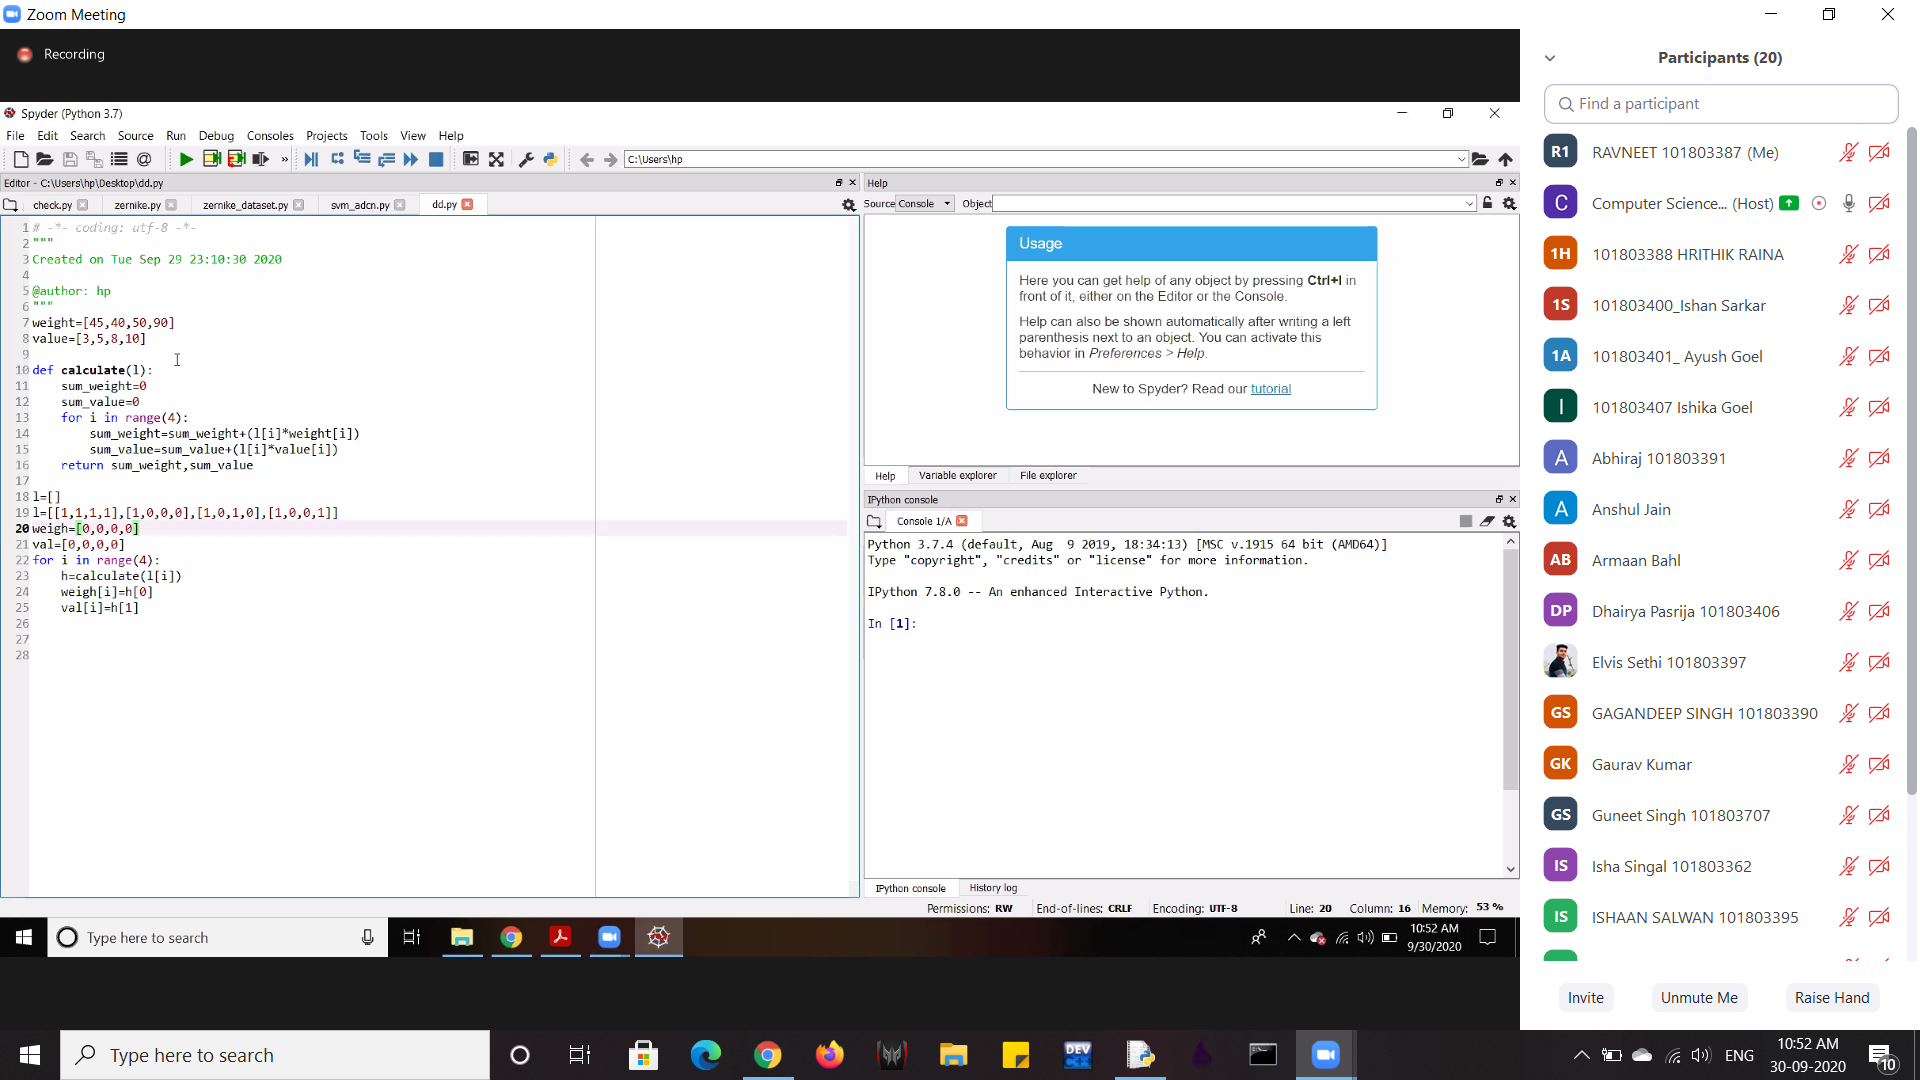 Zoom Meeting
Recording
Spyder (Python 3.7)
File Edit Search Source Run Debug Consoles Projects Tools View Help
C:\Users\hp
Editor - C:\Users\hp\Desktop\dd.py
check.py zernike.py zernike_dataset.py svm_adcn.py dd.py
1 # -*- coding: utf-8 -*-
2 """
3 Created on Tue Sep 29 23:10:30 2020
4
5 @author: hp
6 """
7 weight=[45,40,50,90]
8 value=[3,5,8,10]
9
10 def calculate(l):
11 sum_weight=0
12 sum_value=0
13 for i in range(4):
14 sum_weight=sum_weight+(l[i]*weight[i])
15 sum_value=sum_value+(l[i]*value[i])
16 return sum_weight,sum_value
17
18 l=[]
19 l=[[1,1,1,1],[1,0,0,0],[1,0,1,0],[1,0,0,1]]
20 weigh=[0,0,0,0]
21 val=[0,0,0,0]
22 for i in range(4):
23 h=calculate(l[i])
24 weigh[i]=h[0]
25 val[i]=h[1]
26
27
28
Help
Source Console Object
Usage
Here you can get help of any object by pressing Ctrl+I in
front of it, either on the Editor or the Console.
Help can also be shown automatically after writing a left
parenthesis next to an object. You can activate this
behavior in Preferences > Help.
New to Spyder? Read our tutorial
Help Variable explorer File explorer
IPython console
Console 1/A
Python 3.7.4 (default, Aug 9 2019, 18:34:13) [MSC v.1915 64 bit (AMD64)]
Type "copyright", "credits" or "license" for more information.
IPython 7.8.0 -- An enhanced Interactive Python.
In [1]:
IPython console History log
Permissions: RW End-of-lines: CRLF Encoding: UTF-8 Line: 20 Column: 16 Memory: 53 %
Type here to search
10:52 AM
9/30/2020
Participants (20)
Find a participant
R1 RAVNEET 101803387 (Me)
C Computer Science... (Host)
1H 101803388 HRITHIK RAINA
1S 101803400_Ishan Sarkar
1A 101803401_ Ayush Goel
I 101803407 Ishika Goel
A Abhiraj 101803391
A Anshul Jain
AB Armaan Bahl
DP Dhairya Pasrija 101803406
Elvis Sethi 101803397
GS GAGANDEEP SINGH 101803390
GK Gaurav Kumar
GS Guneet Singh 101803707
IS Isha Singal 101803362
IS ISHAAN SALWAN 101803395
Invite Unmute Me Raise Hand
Type here to search
DEV C++
ENG
10:52 AM
30-09-2020
10